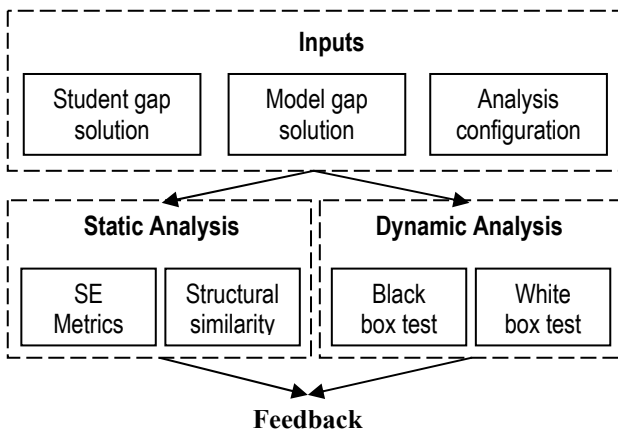 Inputs
Student gap
solution
Model gap
solution
Analysis
configuration
Static Analysis
SE
Metrics
Structural
similarity
Dynamic Analysis
Black
box test
White
box test
Feedback